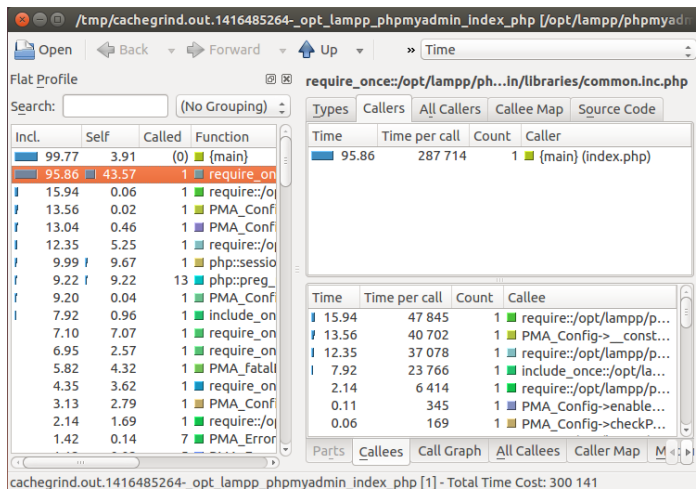 /tmp/cachegrind.out.1416485264-_opt_lampp_phpmyadmin_index_php [/opt/lampp/phpmyadm
Open Back Forward Up » Time
Flat Profile
Search: (No Grouping)
Incl. Self Called Function
99.77 3.91 (0) {main}
95.86 43.57 1 require_on
15.94 0.06 1 require::/o
13.56 0.02 1 PMA_Confi
13.04 0.46 1 PMA_Confi
12.35 5.25 1 require::/o
9.99 9.67 1 php::sessio
9.22 9.22 13 php::preg_
9.20 0.04 1 PMA_Confi
7.92 0.96 1 include_on
7.10 7.07 1 require_on
6.95 2.57 1 require_on
5.82 4.32 1 PMA_fatal
4.35 3.62 1 require_on
3.13 2.79 1 PMA_Confi
2.14 1.69 1 require::/o
1.42 0.14 7 PMA_Error
require_once::/opt/lampp/ph...in/libraries/common.inc.php
Types Callers All Callers Callee Map Source Code
Time Time per call Count Caller
95.86 287 714 1 {main} (index.php)
Time Time per call Count Callee
15.94 47 845 1 require::/opt/lampp/p...
13.56 40 702 1 PMA_Config->__const...
12.35 37 078 1 require::/opt/lampp/p...
7.92 23 766 1 include_once::/opt/la...
2.14 6 414 1 require::/opt/lampp/p...
0.11 345 1 PMA_Config->enable...
0.06 169 1 PMA_Config->checkP...
Parts Callees Call Graph All Callees Caller Map
cachegrind.out.1416485264-_opt_lampp_phpmyadmin_index_php [1] - Total Time Cost: 300 141